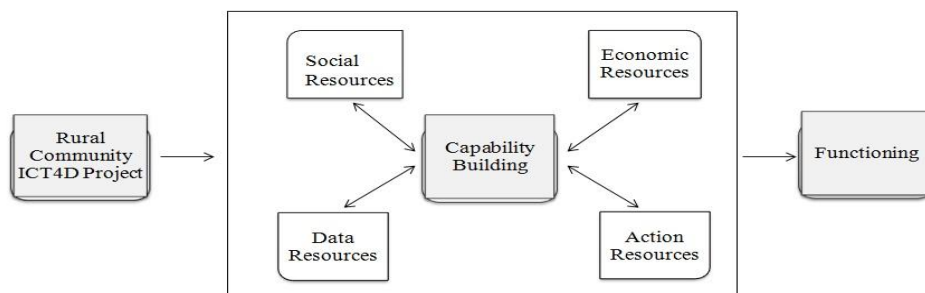 Rural
Community
ICT4D Project
Social
Resources
Economic
Resources
Capability
Building
Data
Resources
Action
Resources
Functioning